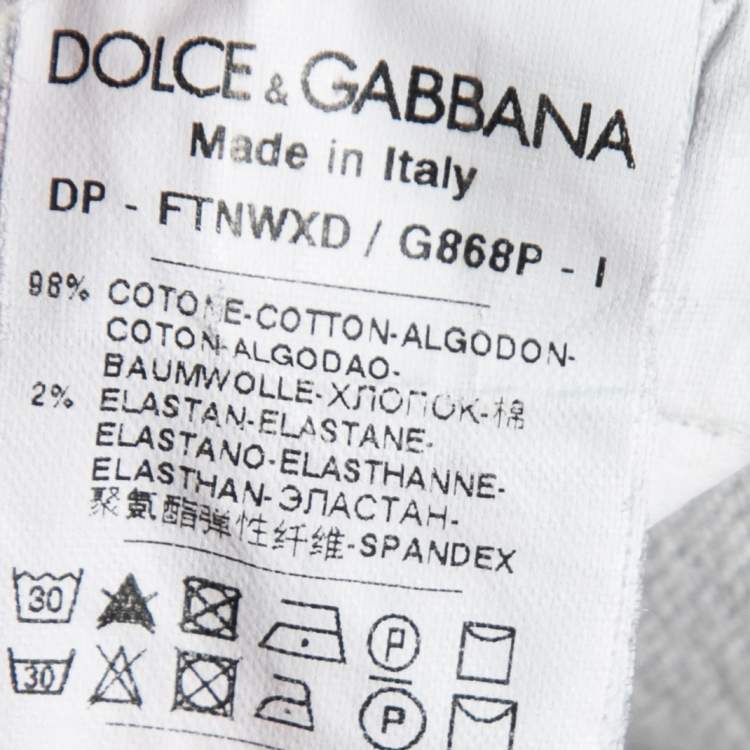 DOLCE & GABBANA
Made in Italy
DP - FTNWXD / G868P - I
98% COTONE-COTTON-ALGODON-
COTON-ALGODAO-
BAUMWOLLE-ХЛОПОК-棉
2% ELASTAN-ELASTANE-
ELASTANO-ELASTHANNE-
ELASTHAN-ЭЛАСТАН-
聚氨酯弹性纤维-SPANDEX
30 P
30 P